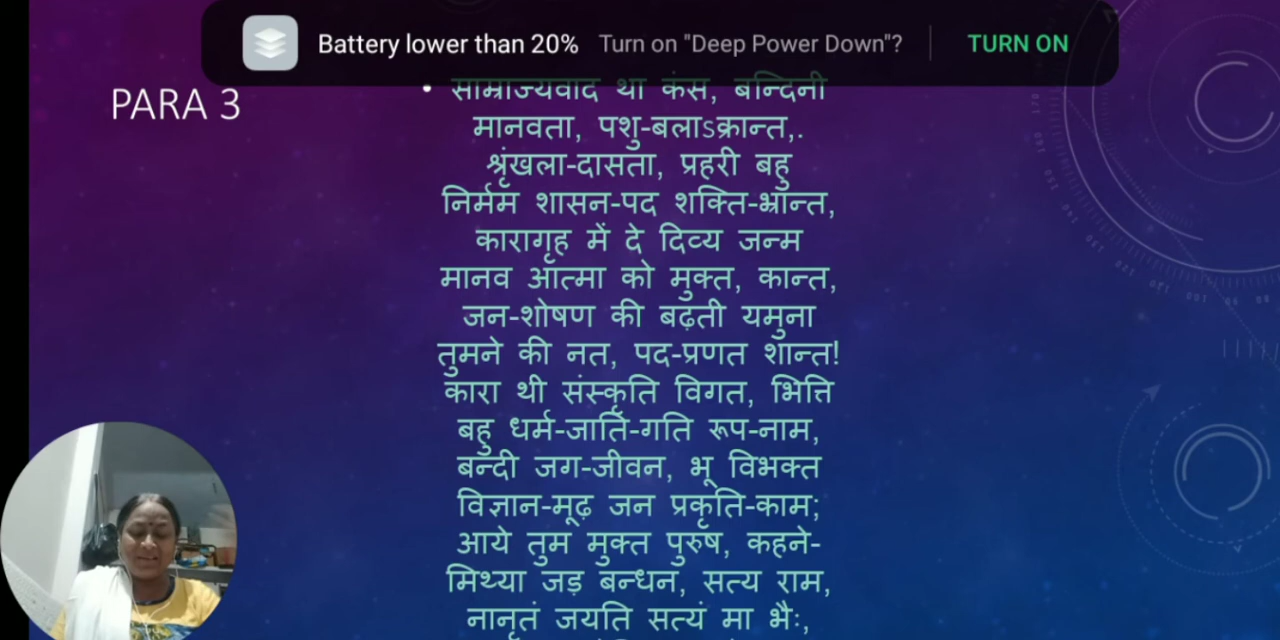 Battery lower than 20% Turn on "Deep Power Down"? TURN ON
PARA 3
• साम्राज्यवाद था कंस, बन्दिनी
मानवता, पशु-बलाऽक्रान्त,.
श्रृंखला-दासता, प्रहरी बहु
निर्मम शासन-पद शक्ति-भ्रान्त,
कारागृह में दे दिव्य जन्म
मानव आत्मा को मुक्त, कान्त,
जन-शोषण की बढ़ती यमुना
तुमने की नत, पद-प्रणत शान्त!
कारा थी संस्कृति विगत, भित्ति
बहु धर्म-जाति-गति रूप-नाम,
बन्दी जग-जीवन, भू विभक्त
विज्ञान-मूढ़ जन प्रकृति-काम;
आये तुम मुक्त पुरुष, कहने-
मिथ्या जड़ बन्धन, सत्य राम,
नानृतं जयति सत्यं मा भैः,